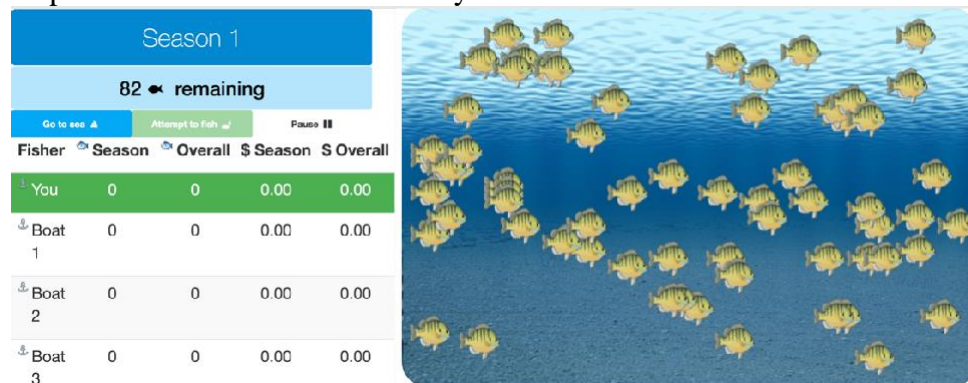 Season 1
82 remaining
Go to sea Attempt to fish Pause
Fisher Season Overall $ Season $ Overall
You 0 0 0.00 0.00
Boat 0 0 0.00 0.00
1
Boat 0 0 0.00 0.00
2
Boat 0 0 0.00 0.00
3